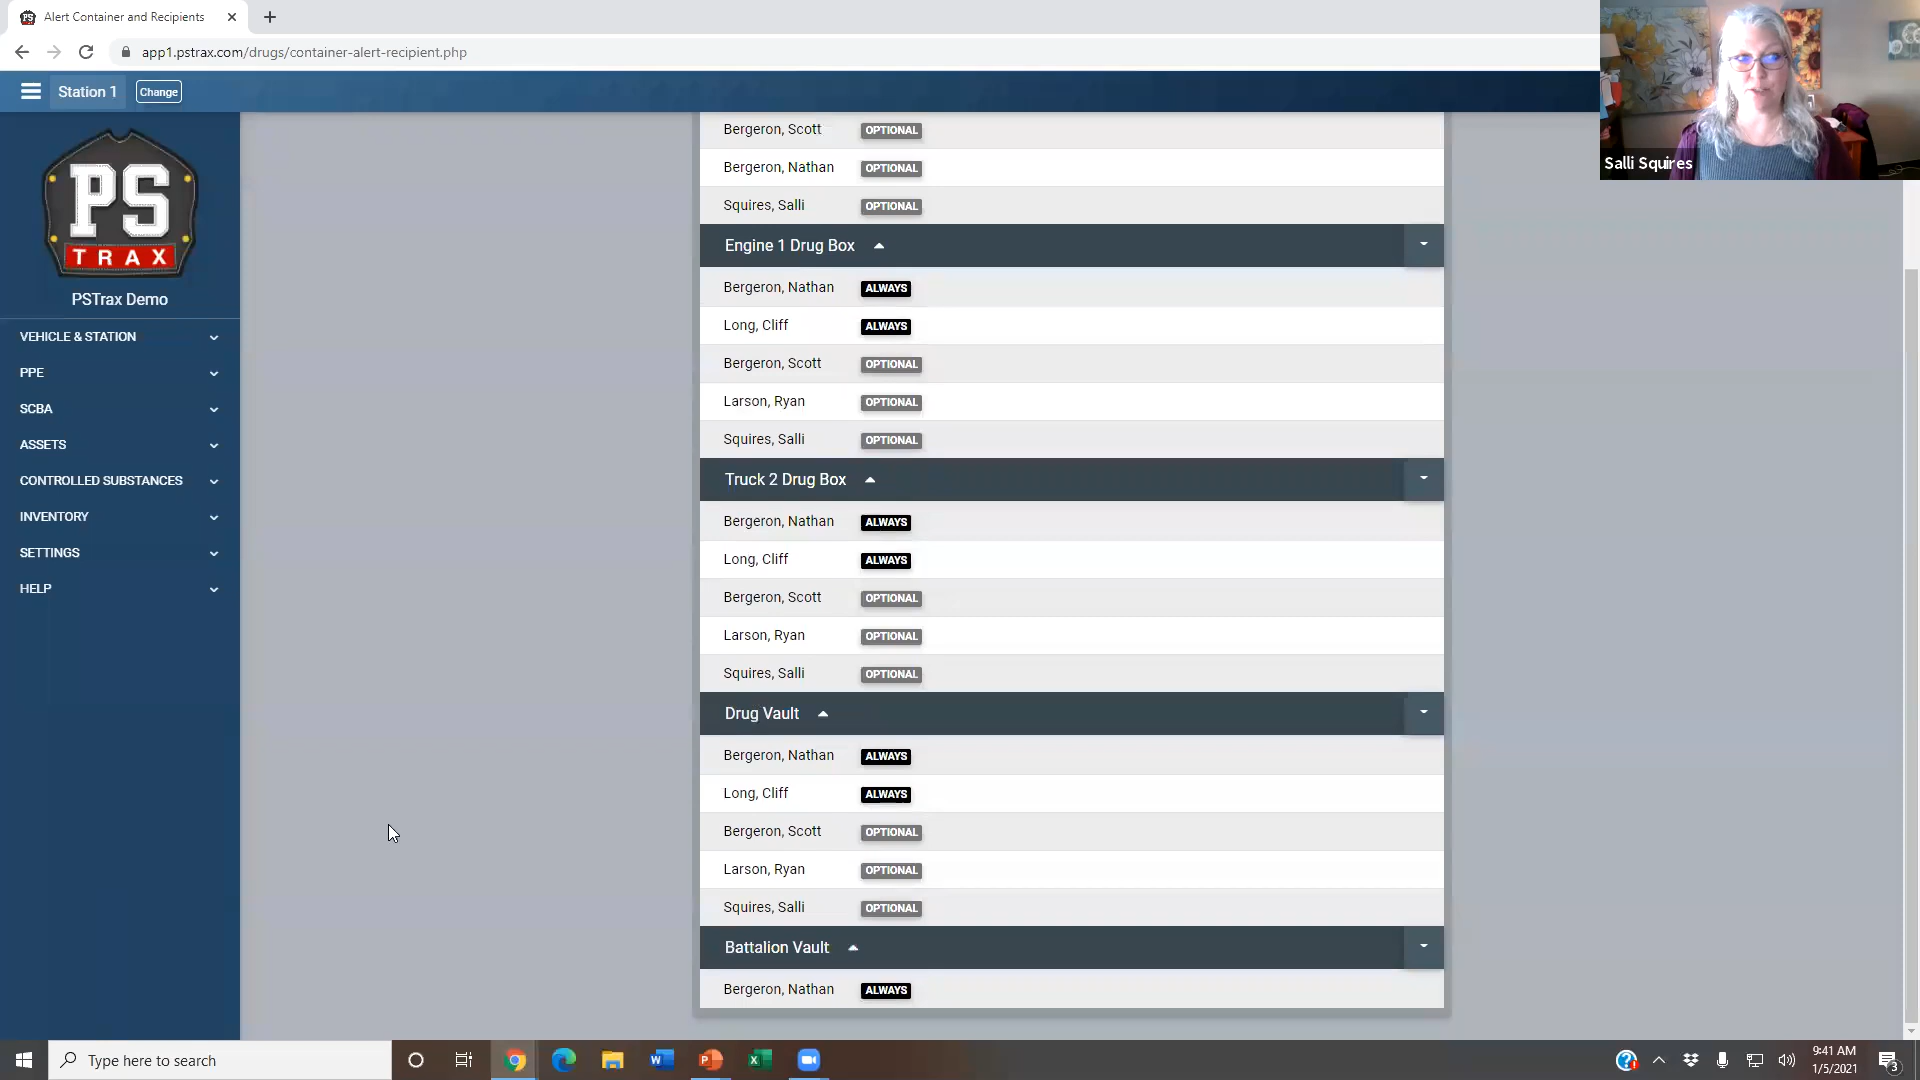 Alert Container and Recipients
app1.pstrax.com/drugs/container-alert-recipient.php
Station 1 Change
Salli Squires
PS
TRAX
PSTrax Demo
VEHICLE & STATION
PPE
SCBA
ASSETS
CONTROLLED SUBSTANCES
INVENTORY
SETTINGS
HELP
Bergeron, Scott OPTIONAL
Bergeron, Nathan OPTIONAL
Squires, Salli OPTIONAL
Engine 1 Drug Box
Bergeron, Nathan ALWAYS
Long, Cliff ALWAYS
Bergeron, Scott OPTIONAL
Larson, Ryan OPTIONAL
Squires, Salli OPTIONAL
Truck 2 Drug Box
Bergeron, Nathan ALWAYS
Long, Cliff ALWAYS
Bergeron, Scott OPTIONAL
Larson, Ryan OPTIONAL
Squires, Salli OPTIONAL
Drug Vault
Bergeron, Nathan ALWAYS
Long, Cliff ALWAYS
Bergeron, Scott OPTIONAL
Larson, Ryan OPTIONAL
Squires, Salli OPTIONAL
Battalion Vault
Bergeron, Nathan ALWAYS
Type here to search
9:41 AM
1/5/2021
3